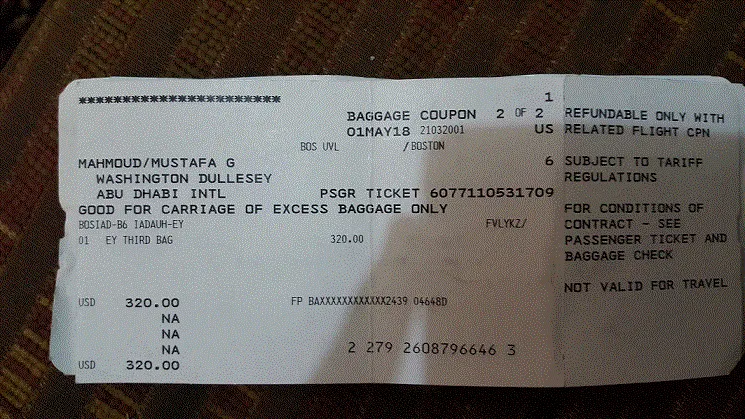 ***********************
1
BAGGAGE COUPON 2 OF 2
01MAY18 21032001 US
BOS UVL /BOSTON
MAHMOUD/MUSTAFA G 6
WASHINGTON DULLESEY
ABU DHABI INTL PSGR TICKET 6077110531709
GOOD FOR CARRIAGE OF EXCESS BAGGAGE ONLY
BOSIAD-B6 IADAUH-EY FVLYKZ/
01 EY THIRD BAG 320.00
USD 320.00 FP BAXXXXXXXXXXXX2439 04648D
NA
NA
NA 2 279 2608796646 3
USD 320.00
REFUNDABLE ONLY WITH
RELATED FLIGHT CPN
SUBJECT TO TARIFF
REGULATIONS
FOR CONDITIONS OF
CONTRACT - SEE
PASSENGER TICKET AND
BAGGAGE CHECK
NOT VALID FOR TRAVEL